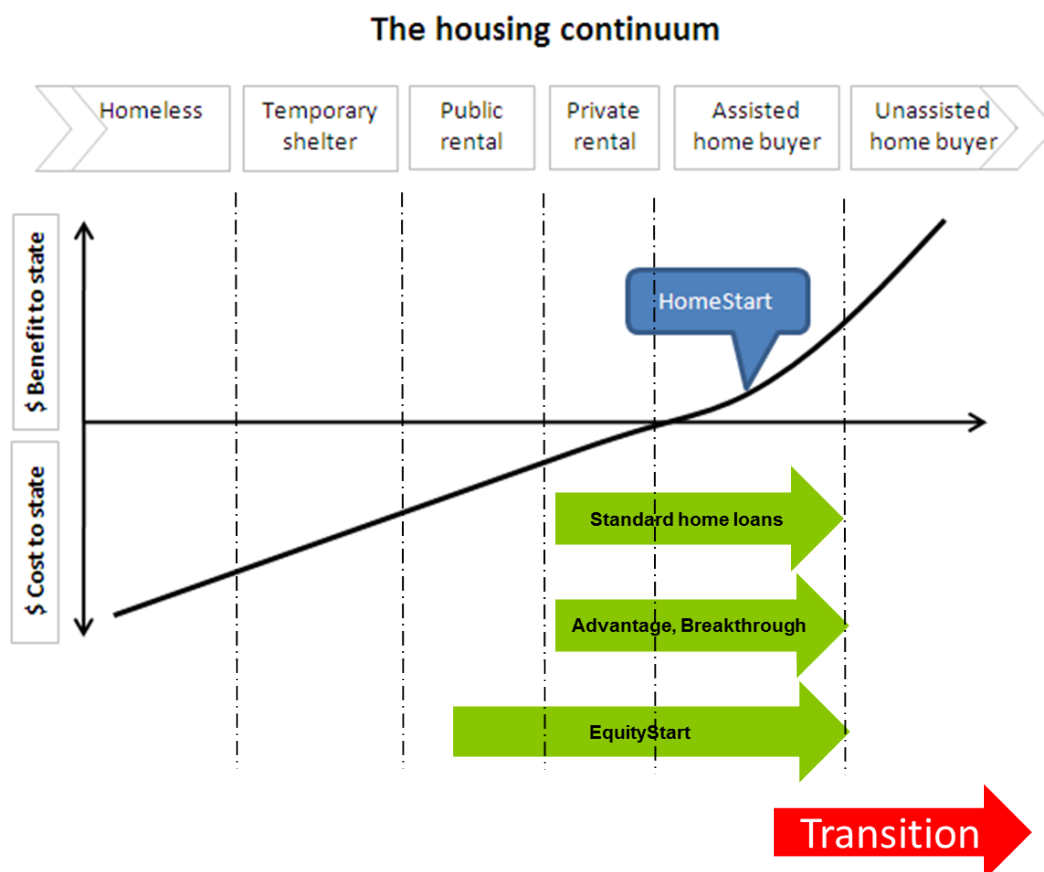 The housing continuum
Homeless
Temporary
shelter
Public
rental
Private
rental
Assisted
home buyer
Unassisted
home buyer
$ Benefit to state
$ Cost to state
HomeStart
Standard home loans
Advantage, Breakthrough
EquityStart
Transition